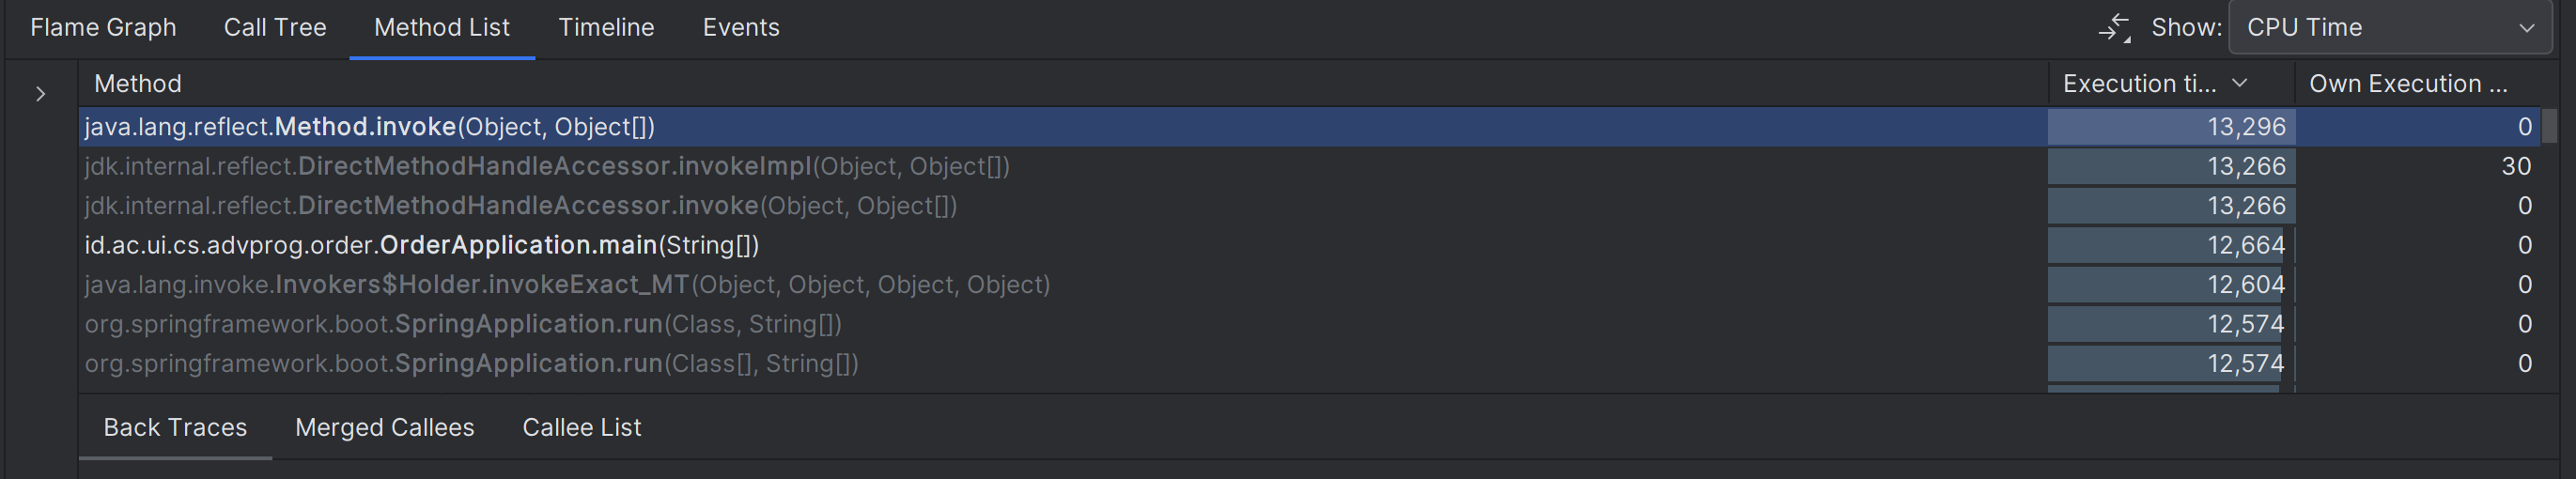 Flame Graph Call Tree Method List Timeline Events Show: CPU Time
Method Execution ti... Own Execution ...
java.lang.reflect.Method.invoke(Object, Object[]) 13,296 0
jdk.internal.reflect.DirectMethodHandleAccessor.invokeImpl(Object, Object[]) 13,266 30
jdk.internal.reflect.DirectMethodHandleAccessor.invoke(Object, Object[]) 13,266 0
id.ac.ui.cs.advprog.order.OrderApplication.main(String[]) 12,664 0
java.lang.invoke.Invokers$Holder.invokeExact_MT(Object, Object, Object, Object) 12,604 0
org.springframework.boot.SpringApplication.run(Class, String[]) 12,574 0
org.springframework.boot.SpringApplication.run(Class[], String[]) 12,574 0
Back Traces Merged Callees Callee List